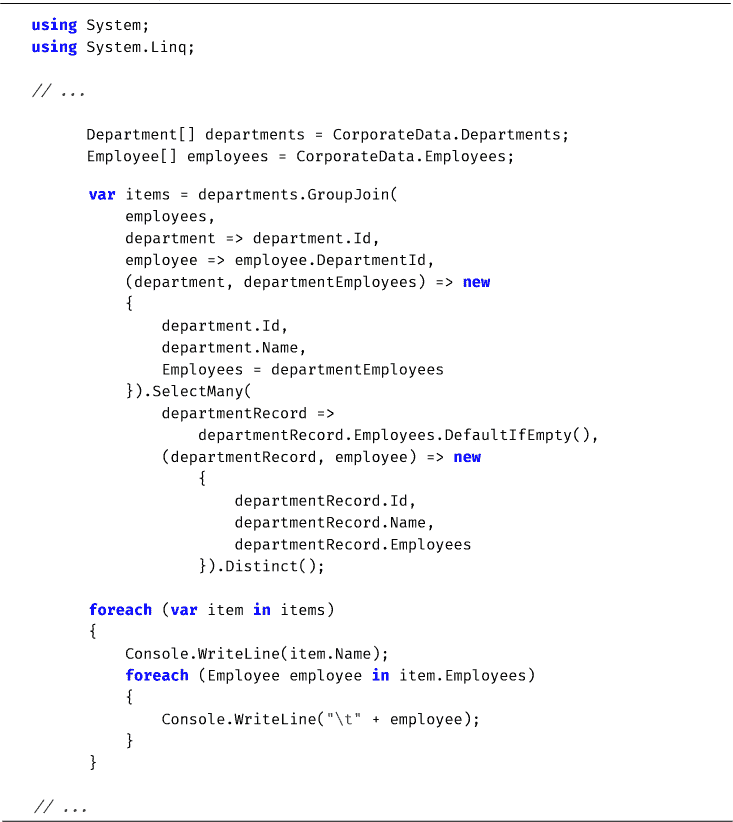 using System;
using System.Linq;
// ...
Department[] departments = CorporateData.Departments;
Employee[] employees = CorporateData.Employees;
var items = departments.GroupJoin(
employees,
department => department.Id,
employee => employee.DepartmentId,
(department, departmentEmployees) => new
{
department.Id,
department.Name,
Employees = departmentEmployees
}).SelectMany(
departmentRecord =>
departmentRecord.Employees.DefaultIfEmpty(),
(departmentRecord, employee) => new
{
departmentRecord.Id,
departmentRecord.Name,
departmentRecord.Employees
}).Distinct();
foreach (var item in items)
{
Console.WriteLine(item.Name);
foreach (Employee employee in item.Employees)
{
Console.WriteLine("\t" + employee);
}
}
// ...